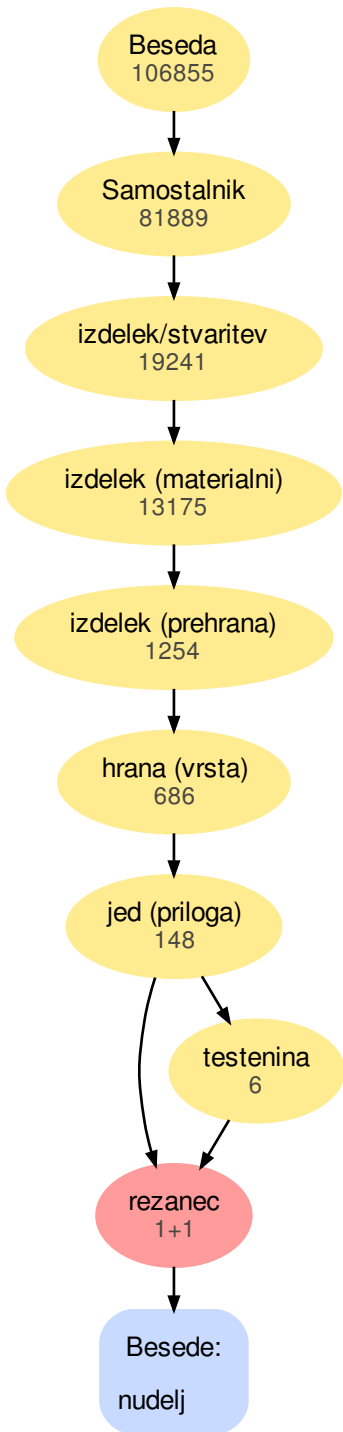 Beseda
106855
Samostalnik
81889
izdelek/stvaritev
19241
izdelek (materialni)
13175
izdelek (prehrana)
1254
hrana (vrsta)
686
jed (priloga)
148
testenina
6
rezanec
1+1
Besede:
nudelj